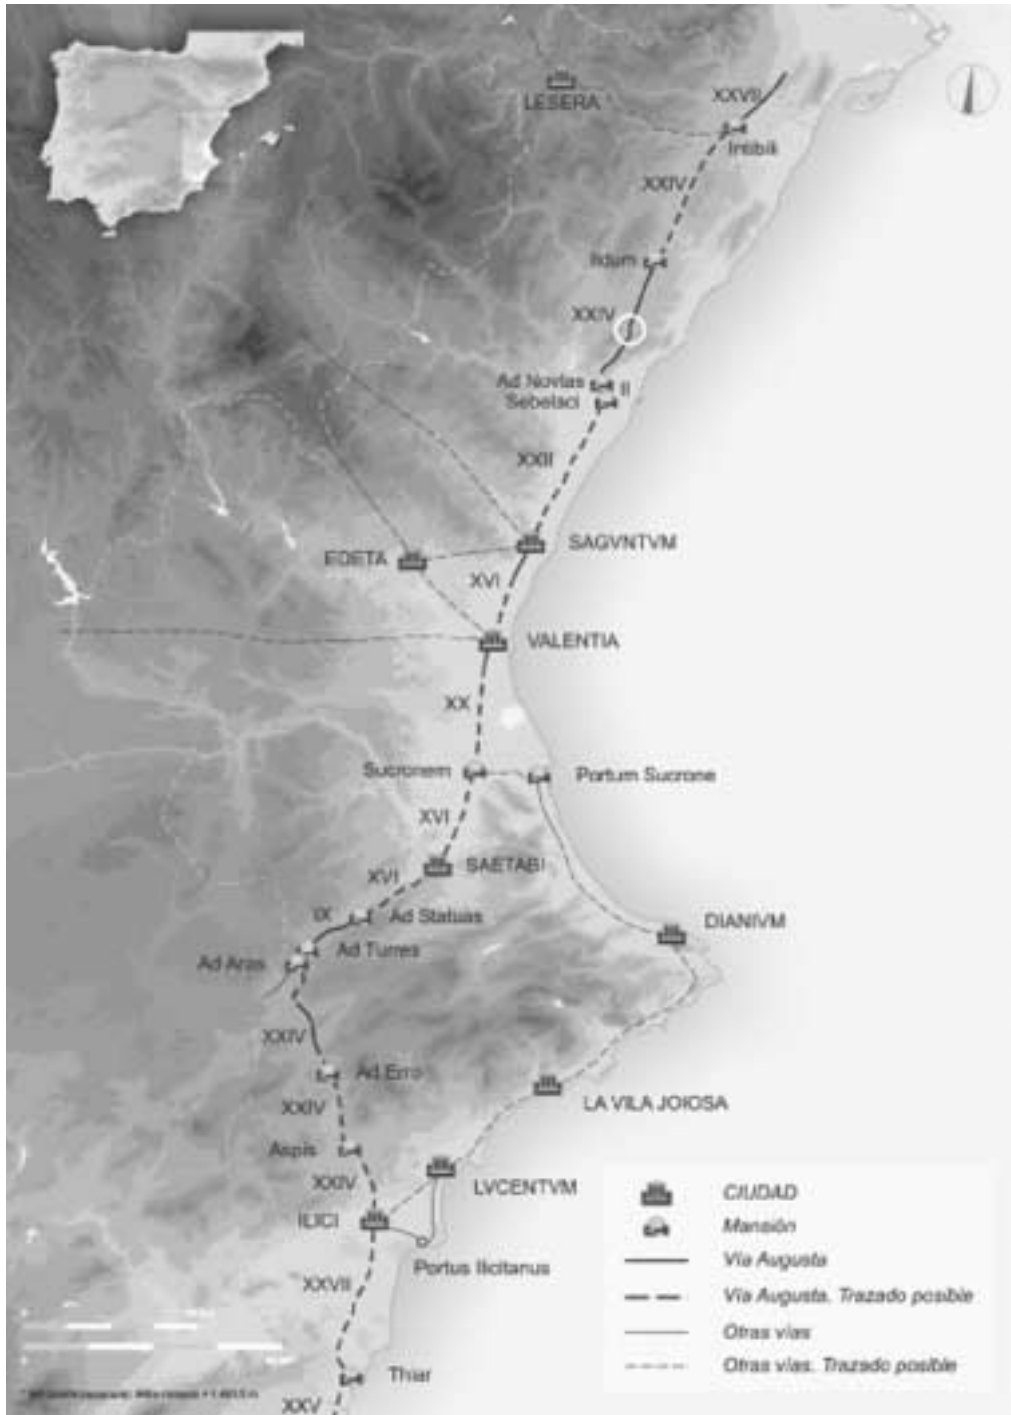 XXVII
LESERA
Intibili
XXIV
Ildum
XXIV
Ad Novlas
II
Sebelaci
XXII
SAGVNTVM
EDETA
XVI
VALENTIA
XX
Sucronem
Portum Sucrone
XVI
SAETABI
XVI
IX
Ad Statuas
DIANIVM
Ad Turres
Ad Aras
XXIV
Ad Erro
XXIV
LA VILA JOIOSA
Aspis
XXIV
LVCENTVM
ILICI
Portus Ilicitanus
XXVII
Thiar
XXV
CIUDAD
Mansión
Vía Augusta
Vía Augusta. Trazado posible
Otras vías
Otras vías. Trazado posible